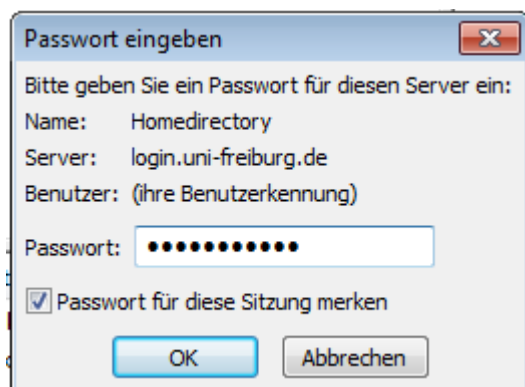 Passwort eingeben
Bitte geben Sie ein Passwort für diesen Server ein:
Name: Homedirectory
Server: login.uni-freiburg.de
Benutzer: (ihre Benutzerkennung)
Passwort: ●●●●●●●●●●●
Passwort für diese Sitzung merken
OK Abbrechen